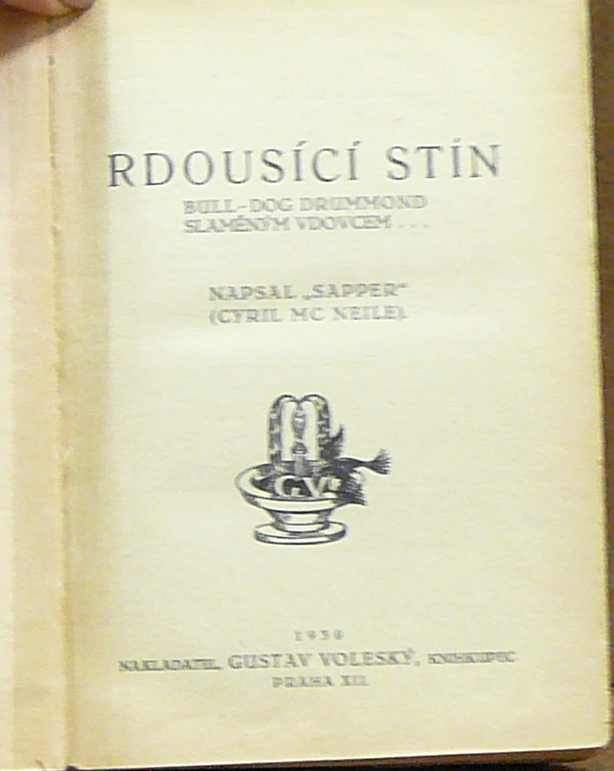 RDOUSÍCÍ STÍN
BULL-DOG DRUMMOND
SLAMĚNÝM VDOVCEM . . .
NAPSAL „SAPPER“
(CYRIL MC NEILE).
GV
1930
NAKLADATEL GUSTAV VOLESKÝ, KNIHKUPEC
PRAHA XII.